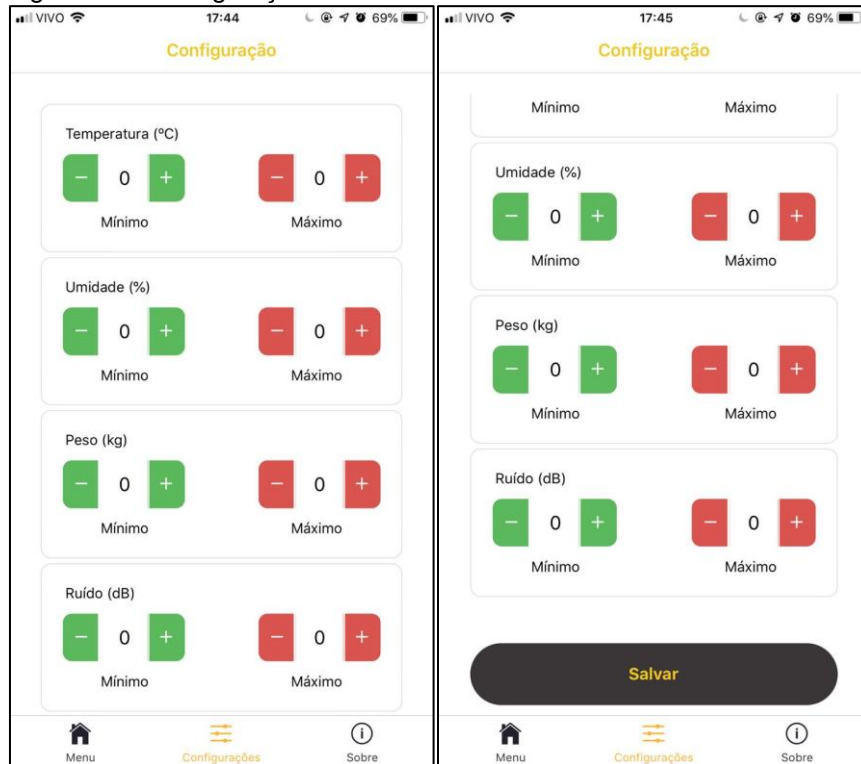 VIVO 17:44 69%
Configuração
Temperatura (ºC)
− 0 + − 0 +
Mínimo Máximo
Umidade (%)
− 0 + − 0 +
Mínimo Máximo
Peso (kg)
− 0 + − 0 +
Mínimo Máximo
Ruído (dB)
− 0 + − 0 +
Mínimo Máximo
Menu Configurações Sobre
VIVO 17:45 69%
Configuração
Mínimo Máximo
Umidade (%)
− 0 + − 0 +
Mínimo Máximo
Peso (kg)
− 0 + − 0 +
Mínimo Máximo
Ruído (dB)
− 0 + − 0 +
Mínimo Máximo
Salvar
Menu Configurações Sobre